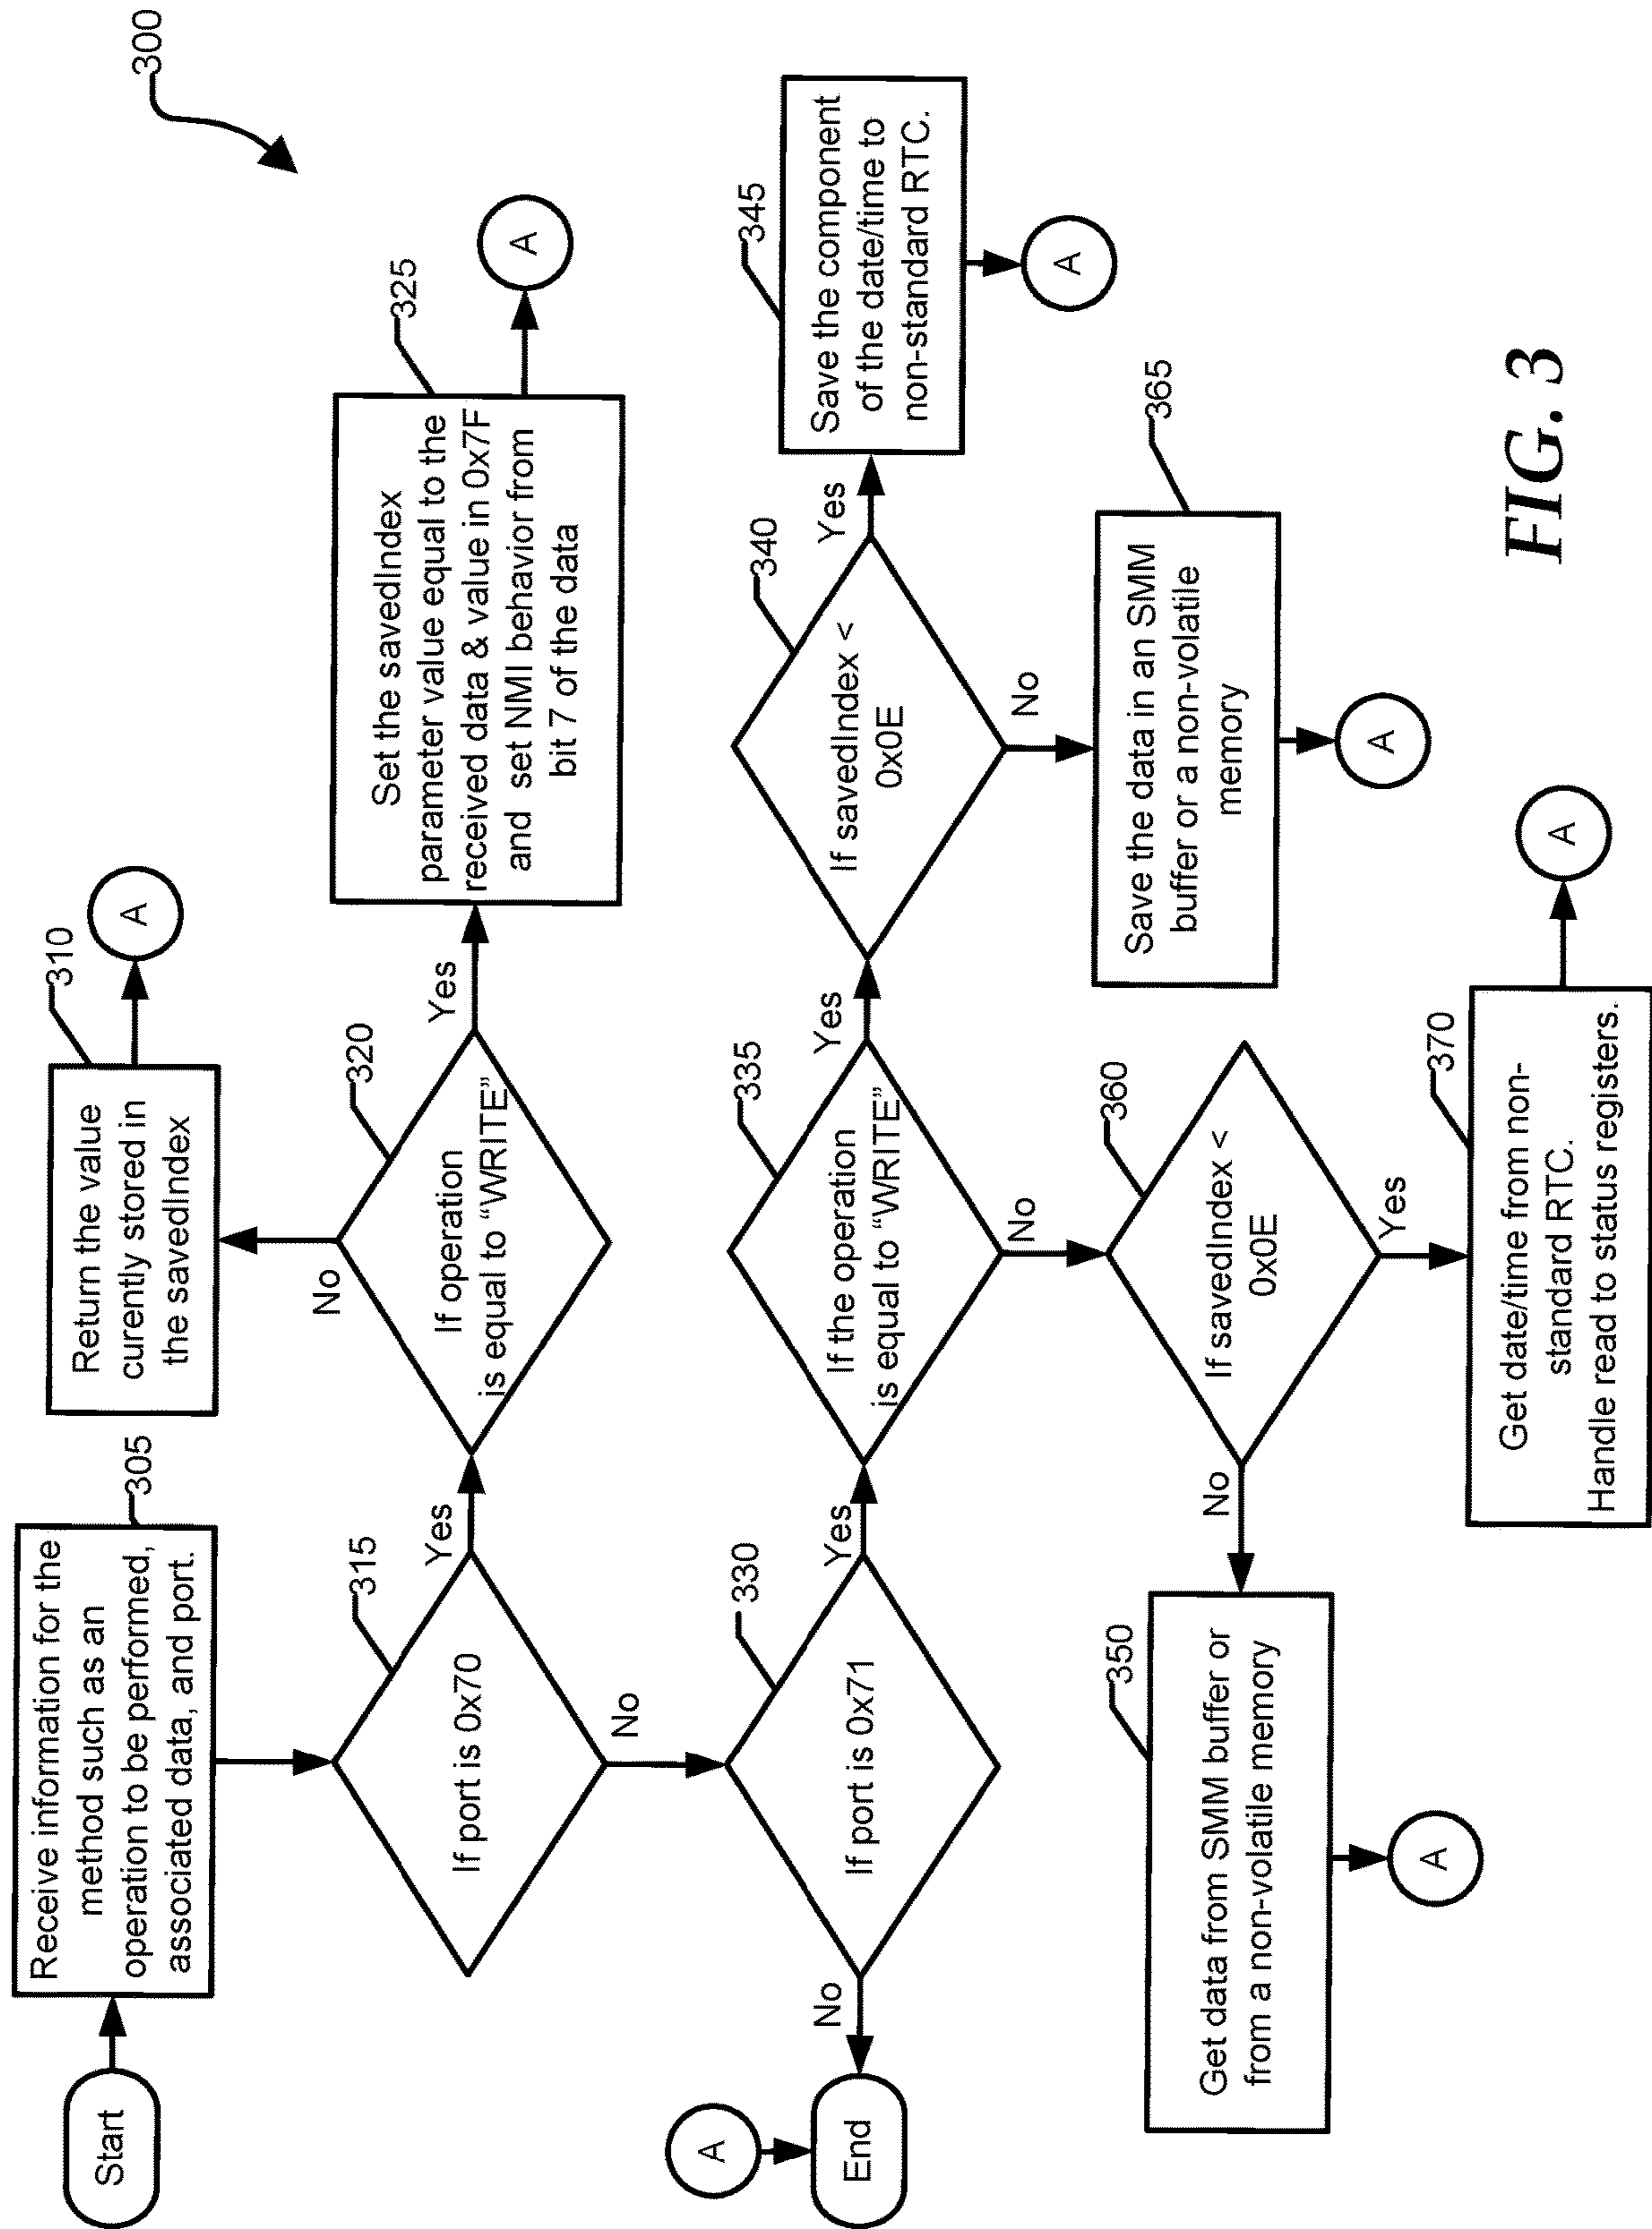 300
Start
Receive information for the
method such as an
operation to be performed,
associated data, and port.
305
Return the value
curently stored in
the savedIndex
310
A
If port is 0x70
315
Yes
No
If operation
is equal to “WRITE”
320
No
Yes
Set the savedIndex
parameter value equal to the
received data & value in 0x7F
and set NMI behavior from
bit 7 of the data
325
A
A
End
No
If port is 0x71
330
Yes
If the operation
is equal to “WRITE”
335
Yes
No
If savedIndex <
0x0E
340
Yes
No
Save the component
of the date/time to
non-standard RTC.
345
A
Get data from SMM buffer or
from a non-volatile memory
350
A
No
If savedIndex <
0x0E
360
Yes
Save the data in an SMM
buffer or a non-volatile
memory
365
A
Get date/time from non-
standard RTC.
Handle read to status registers.
370
A
FIG. 3